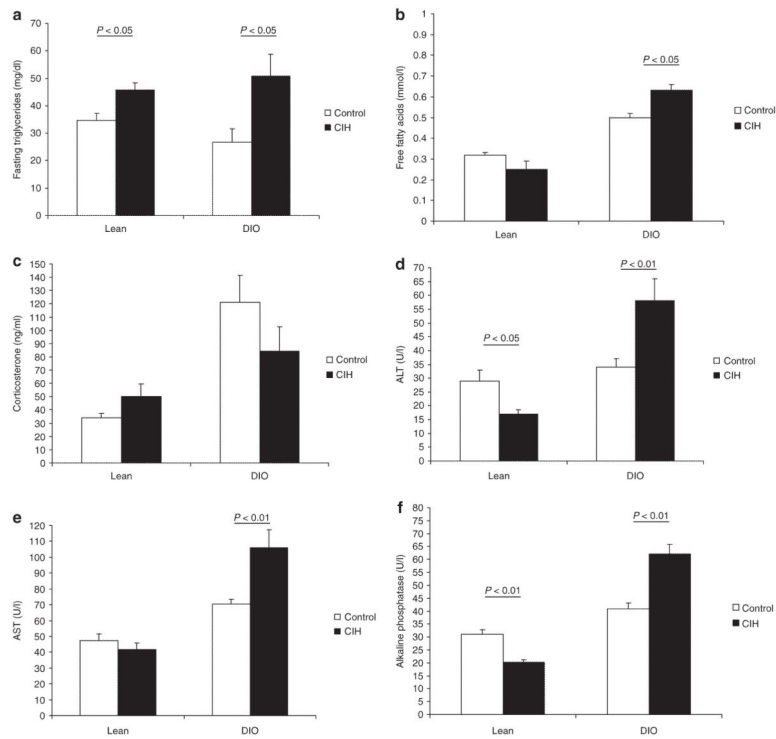 a
Fasting triglycerides (mg/dl)
70
60
50
40
30
20
10
0
P < 0.05
P < 0.05
Lean
DIO
Control
CIH
b
Free fatty acids (mmol/l)
1
0.9
0.8
0.7
0.6
0.5
0.4
0.3
0.2
0.1
0
P < 0.05
Lean
DIO
Control
CIH
c
Corticosterone (ng/ml)
150
140
130
120
110
100
90
80
70
60
50
40
30
20
10
0
Lean
DIO
Control
CIH
d
ALT (U/l)
70
65
60
55
50
45
40
35
30
25
20
15
10
5
0
P < 0.05
P < 0.01
Lean
DIO
Control
CIH
e
AST (U/l)
120
110
100
90
80
70
60
50
40
30
20
10
0
P < 0.01
Lean
DIO
Control
CIH
f
Alkaline phosphatase (U/l)
80
75
70
65
60
55
50
45
40
35
30
25
20
15
10
5
0
P < 0.01
P < 0.01
Lean
DIO
Control
CIH